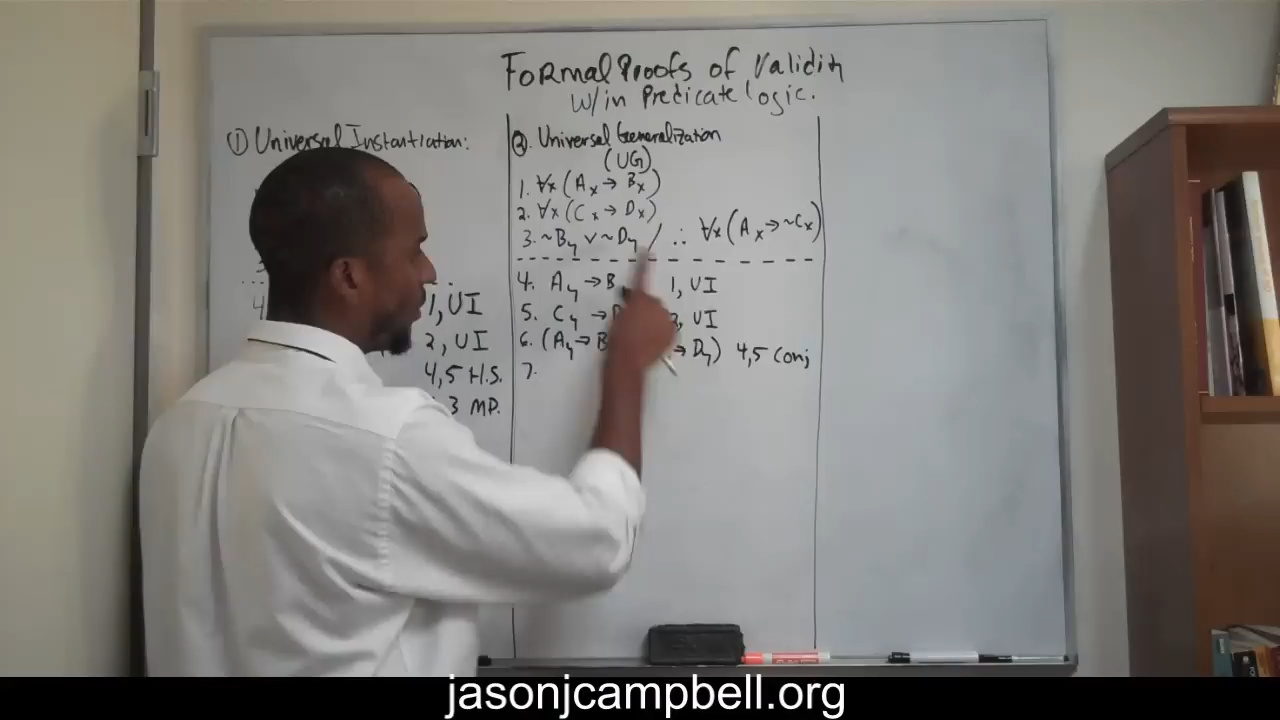 Formal Proofs of Validity
w/in Predicate logic.
① Universal Instantiation:
1, UI
2, UI
4,5 H.S.
3 MP.
②. Universal Generalization
(UG)
1. ∀x (Ax → Bx)
2. ∀x (Cx → Dx)
3. ~By ∨ ~Dy / ∴ ∀x (Ax → ~Cx)
4. Ay → B 1, UI
5. Cy → , UI
6. (Ay → B → Dy) 4,5 Conj
7.
jasonjcampbell.org